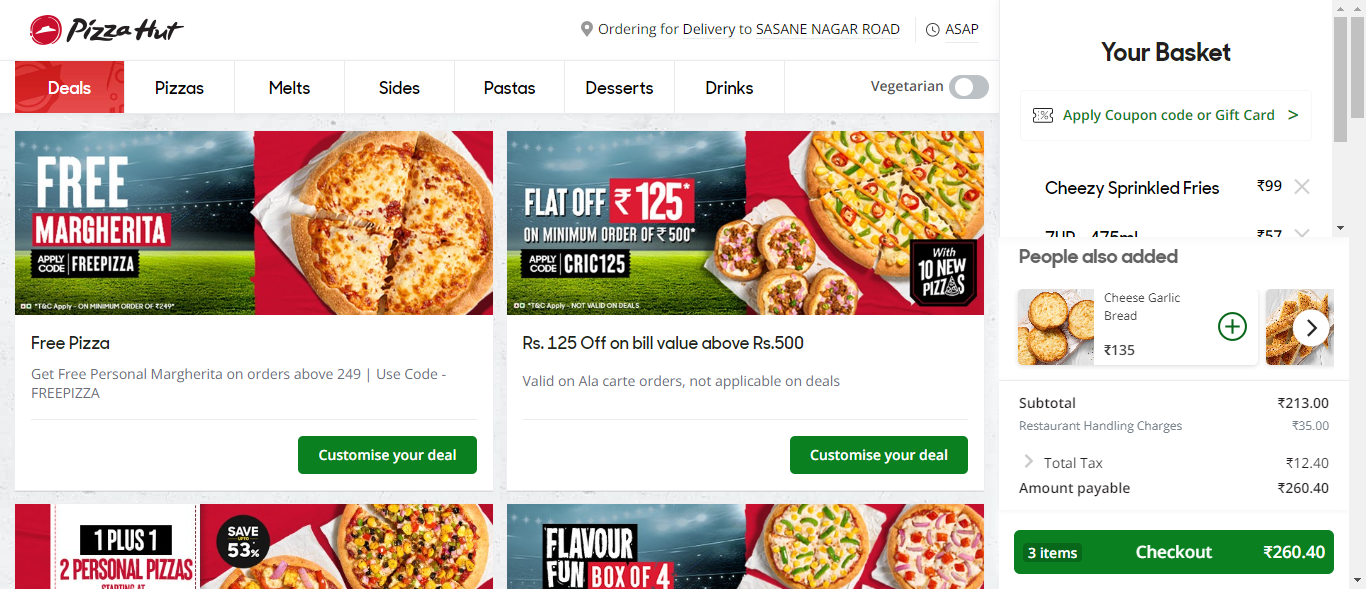 Pizza Hut
Ordering for Delivery to SASANE NAGAR ROAD
ASAP
Deals
Pizzas
Melts
Sides
Pastas
Desserts
Drinks
Vegetarian
FREE
MARGHERITA
APPLY
CODE
FREEPIZZA
*T&C Apply - ON MINIMUM ORDER OF ₹249*
Free Pizza
Get Free Personal Margherita on orders above 249 | Use Code -
FREEPIZZA
Customise your deal
FLAT OFF ₹125*
ON MINIMUM ORDER OF ₹500*
APPLY
CODE
CRIC125
*T&C Apply - NOT VALID ON DEALS
With
10 NEW
PIZZAS
Rs. 125 Off on bill value above Rs.500
Valid on Ala carte orders, not applicable on deals
Customise your deal
1 PLUS 1
2 PERSONAL PIZZAS
STARTING AT
SAVE
UPTO
53%
FLAVOUR
FUN BOX OF 4
Your Basket
Apply Coupon code or Gift Card >
Cheezy Sprinkled Fries ₹99
7UP - 475ml ₹57
People also added
Cheese Garlic
Bread
₹135
Subtotal ₹213.00
Restaurant Handling Charges ₹35.00
Total Tax ₹12.40
Amount payable ₹260.40
3 items Checkout ₹260.40